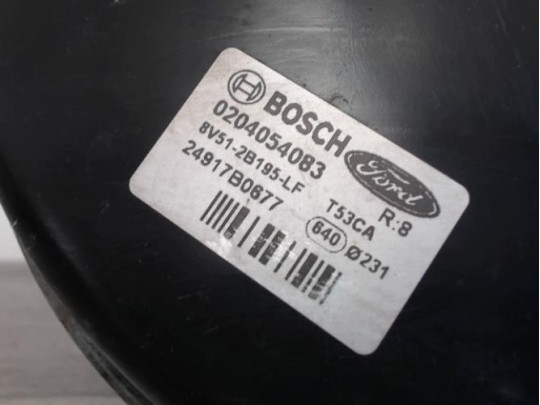 BOSCH
0204054083
Ford
8V51-2B195-LF
R:8
24917B0677
T53CA
640 Ø231